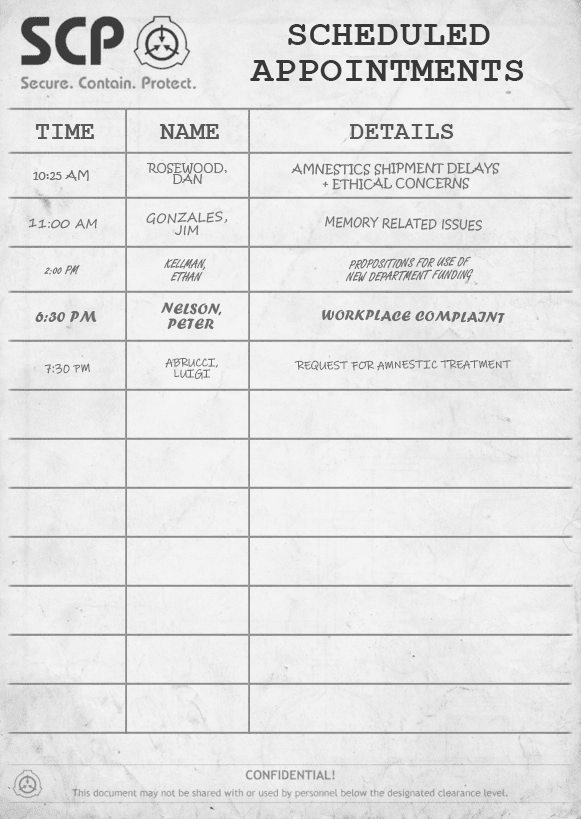 SCP
Secure. Contain. Protect.
SCHEDULED
APPOINTMENTS
TIME NAME DETAILS
10:25 AM ROSEWOOD, DAN AMNESTICS SHIPMENT DELAYS + ETHICAL CONCERNS
11:00 AM GONZALES, JIM MEMORY RELATED ISSUES
2:00 PM KELLMAN, ETHAN PROPOSITIONS FOR USE OF NEW DEPARTMENT FUNDING
6:30 PM NELSON, PETER WORKPLACE COMPLAINT
7:30 PM ABRUCCI, LUIGI REQUEST FOR AMNESTIC TREATMENT
CONFIDENTIAL!
This document may not be shared with or used by personnel below the designated clearance level.